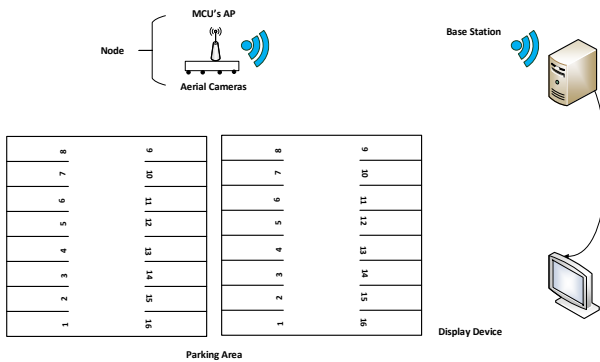 MCU's AP
Node
Aerial Cameras
Base Station
8 9 8 9
7 10 7 10
6 11 6 11
5 12 5 12
4 13 4 13
3 14 3 14
2 15 2 15
1 16 1 16
Display Device
Parking Area